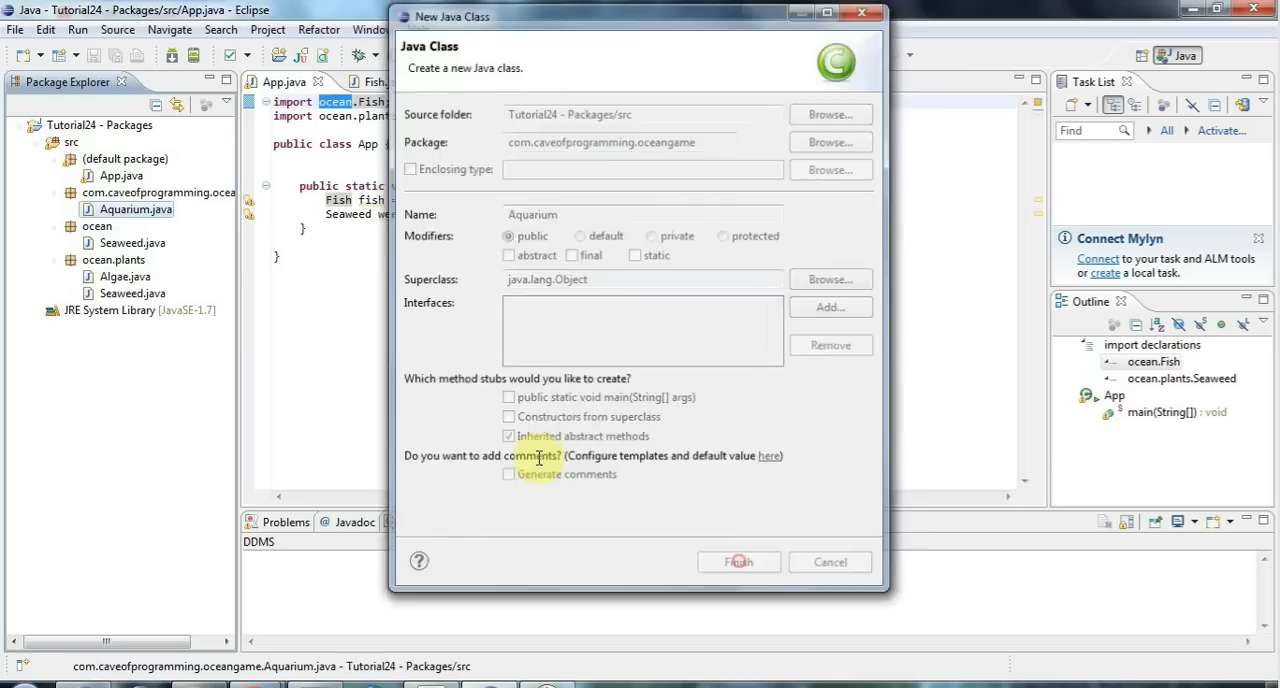 Java - Tutorial24 - Packages/src/App.java - Eclipse
File Edit Run Source Navigate Search Project Refactor Window
Java
Package Explorer
Tutorial24 - Packages
src
(default package)
App.java
com.caveofprogramming.ocea
Aquarium.java
ocean
Seaweed.java
ocean.plants
Algae.java
Seaweed.java
JRE System Library [JavaSE-1.7]
App.java
Fish.
import ocean.Fish;
import ocean.plant
public class App {
public static v
Fish fish =
Seaweed we
}
}
New Java Class
Java Class
Create a new Java class.
Source folder: Tutorial24 - Packages/src Browse...
Package: com.caveofprogramming.oceangame Browse...
Enclosing type: Browse...
Name: Aquarium
Modifiers: public default private protected
abstract final static
Superclass: java.lang.Object Browse...
Interfaces: Add...
Remove
Which method stubs would you like to create?
public static void main(String[] args)
Constructors from superclass
Inherited abstract methods
Do you want to add comments? (Configure templates and default value here)
Generate comments
Finish Cancel
Task List
Find All Activate...
Connect Mylyn
Connect to your task and ALM tools
or create a local task.
Outline
import declarations
ocean.Fish
ocean.plants.Seaweed
App
main(String[]) : void
Problems @ Javadoc
DDMS
com.caveofprogramming.oceangame.Aquarium.java - Tutorial24 - Packages/src